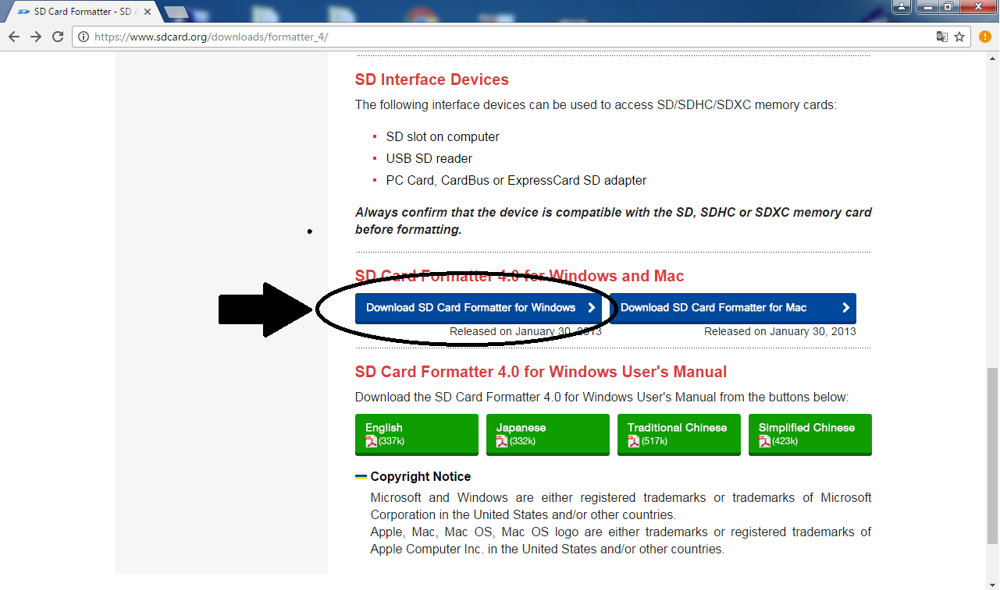 SD Card Formatter - SD A
https://www.sdcard.org/downloads/formatter_4/
SD Interface Devices
The following interface devices can be used to access SD/SDHC/SDXC memory cards:
SD slot on computer
USB SD reader
PC Card, CardBus or ExpressCard SD adapter
Always confirm that the device is compatible with the SD, SDHC or SDXC memory card
before formatting.
SD Card Formatter 4.0 for Windows and Mac
Download SD Card Formatter for Windows
Download SD Card Formatter for Mac
Released on January 30, 2013
Released on January 30, 2013
SD Card Formatter 4.0 for Windows User's Manual
Download the SD Card Formatter 4.0 for Windows User's Manual from the buttons below:
English
(337k)
Japanese
(332k)
Traditional Chinese
(517k)
Simplified Chinese
(423k)
Copyright Notice
Microsoft and Windows are either registered trademarks or trademarks of Microsoft
Corporation in the United States and/or other countries.
Apple, Mac, Mac OS, Mac OS logo are either trademarks or registered trademarks of
Apple Computer Inc. in the United States and/or other countries.